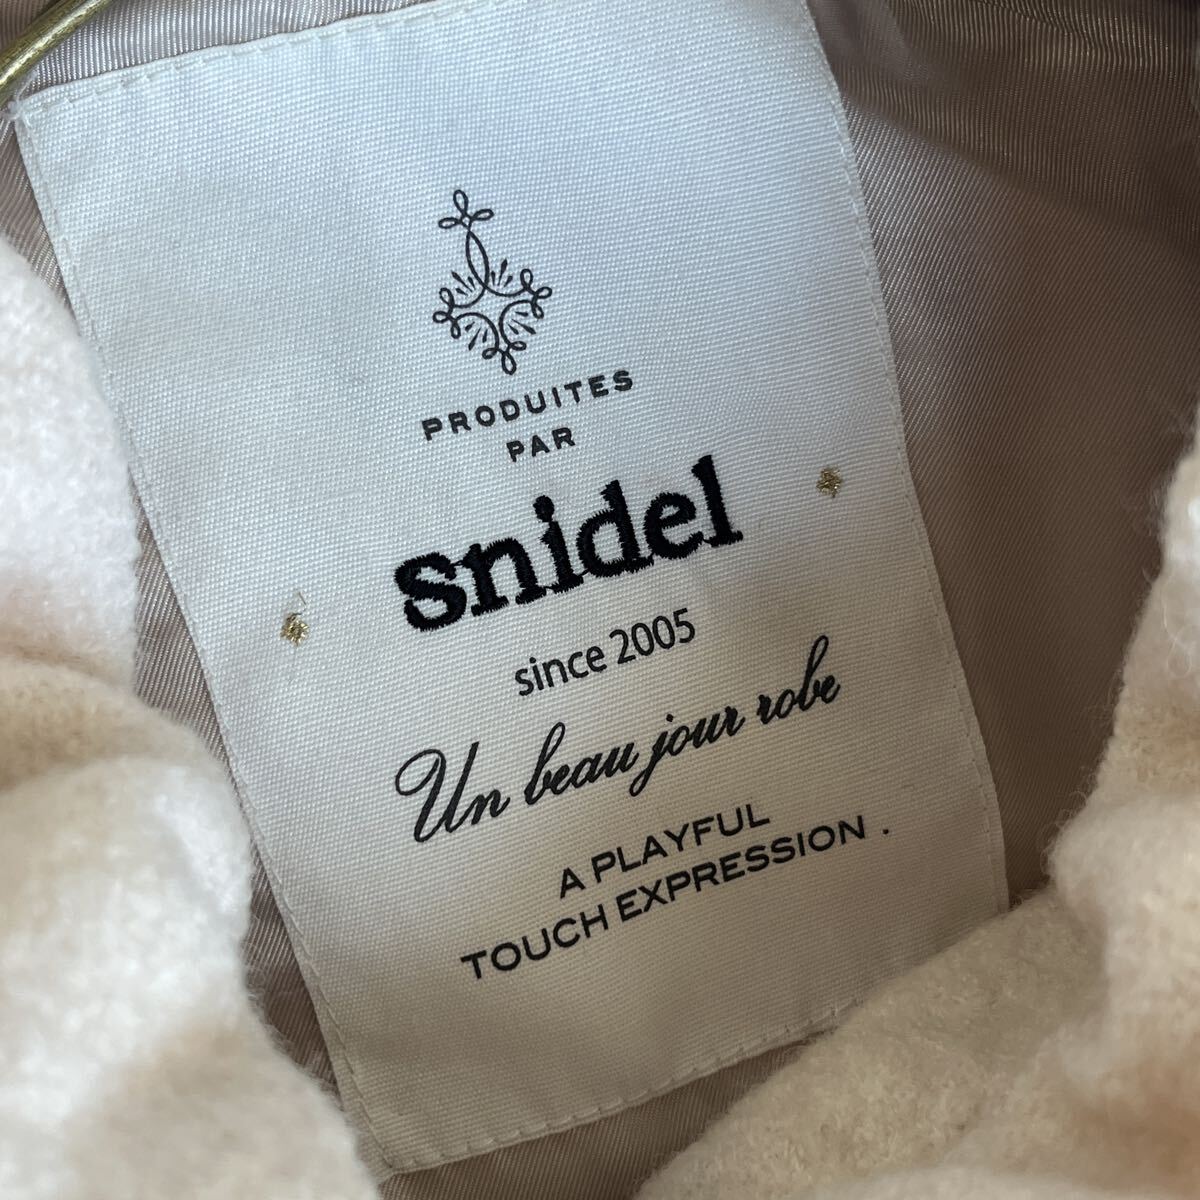 PRODUITES
PAR
snidel
since 2005
Un beau jour robe
A PLAYFUL
TOUCH EXPRESSION .